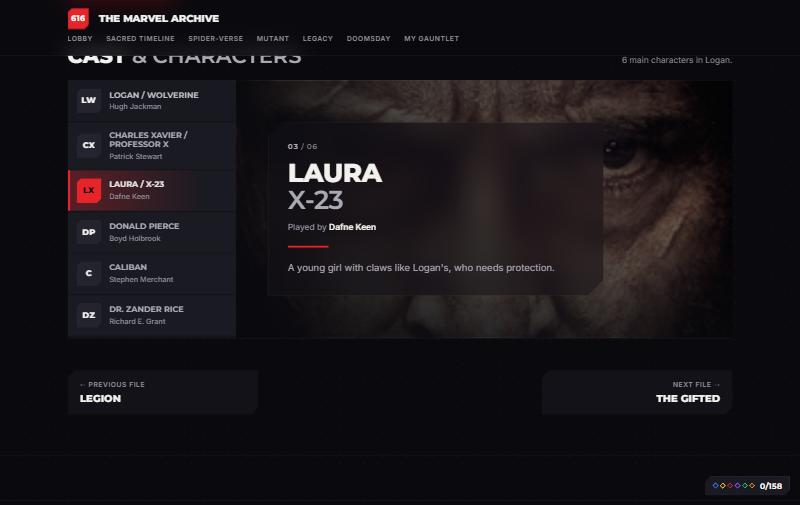 616
THE MARVEL ARCHIVE
LOBBY SACRED TIMELINE SPIDER-VERSE MUTANT LEGACY DOOMSDAY MY GAUNTLET
CAST & CHARACTERS
6 main characters in Logan.
LW
LOGAN / WOLVERINE
Hugh Jackman
CX
CHARLES XAVIER /
PROFESSOR X
Patrick Stewart
LX
LAURA / X-23
Dafne Keen
DP
DONALD PIERCE
Boyd Holbrook
C
CALIBAN
Stephen Merchant
DZ
DR. ZANDER RICE
Richard E. Grant
03 / 06
LAURA
X-23
Played by Dafne Keen
A young girl with claws like Logan's, who needs protection.
← PREVIOUS FILE
LEGION
NEXT FILE →
THE GIFTED
0/158